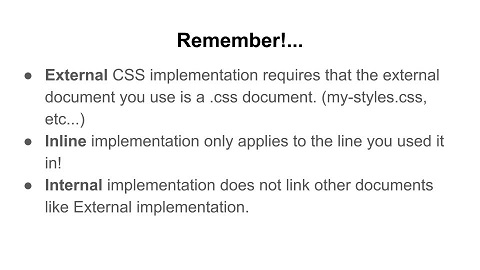 Remember!...
● External CSS implementation requires that the external
document you use is a .css document. (my-styles.css,
etc...)
● Inline implementation only applies to the line you used it
in!
● Internal implementation does not link other documents
like External implementation.